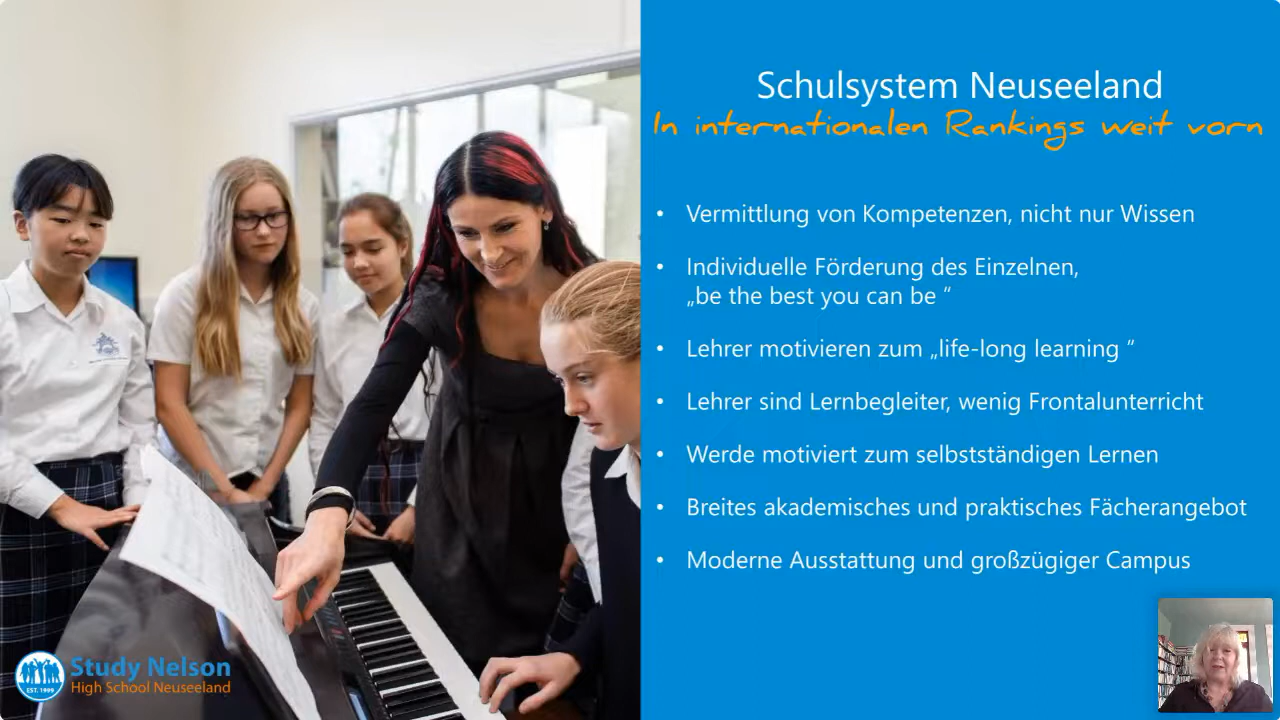 Schulsystem Neuseeland
In internationalen Rankings weit vorn
• Vermittlung von Kompetenzen, nicht nur Wissen
• Individuelle Förderung des Einzelnen,
„be the best you can be “
• Lehrer motivieren zum „life-long learning “
• Lehrer sind Lernbegleiter, wenig Frontalunterricht
• Werde motiviert zum selbstständigen Lernen
• Breites akademisches und praktisches Fächerangebot
• Moderne Ausstattung und großzügiger Campus
EST. 1999
Study Nelson
High School Neuseeland